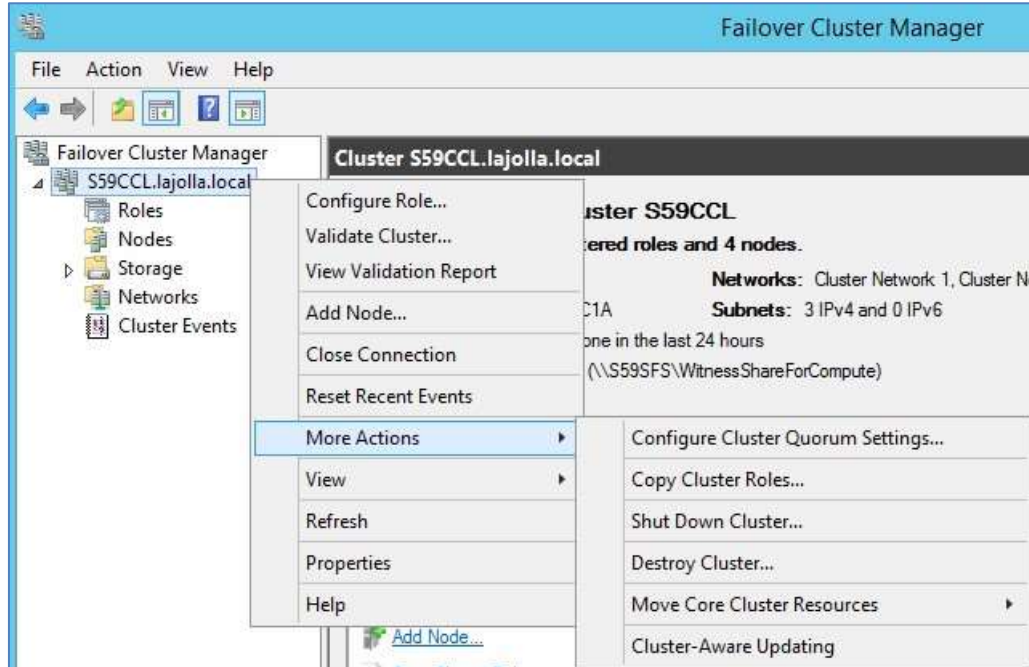 Failover Cluster Manager
File Action View Help
Failover Cluster Manager
S59CCL.lajolla.local
Roles
Nodes
Storage
Networks
Cluster Events
Cluster S59CCL.lajolla.local
uster S59CCL
tered roles and 4 nodes.
Networks: Cluster Network 1, Cluster N
C1A Subnets: 3 IPv4 and 0 IPv6
one in the last 24 hours
(\\S59SFS\WitnessShareForCompute)
Configure Role...
Validate Cluster...
View Validation Report
Add Node...
Close Connection
Reset Recent Events
More Actions
View
Refresh
Properties
Help
Configure Cluster Quorum Settings...
Copy Cluster Roles...
Shut Down Cluster...
Destroy Cluster...
Move Core Cluster Resources
Cluster-Aware Updating
Add Node...